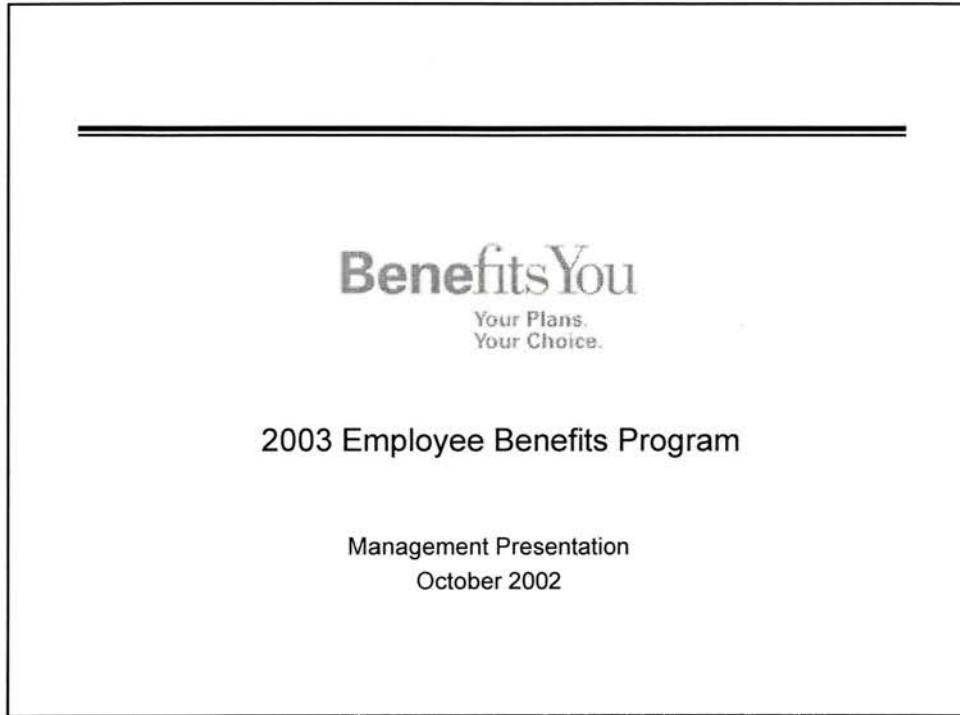 BenefitsYou
Your Plans.
Your Choice.
2003 Employee Benefits Program
Management Presentation
October 2002